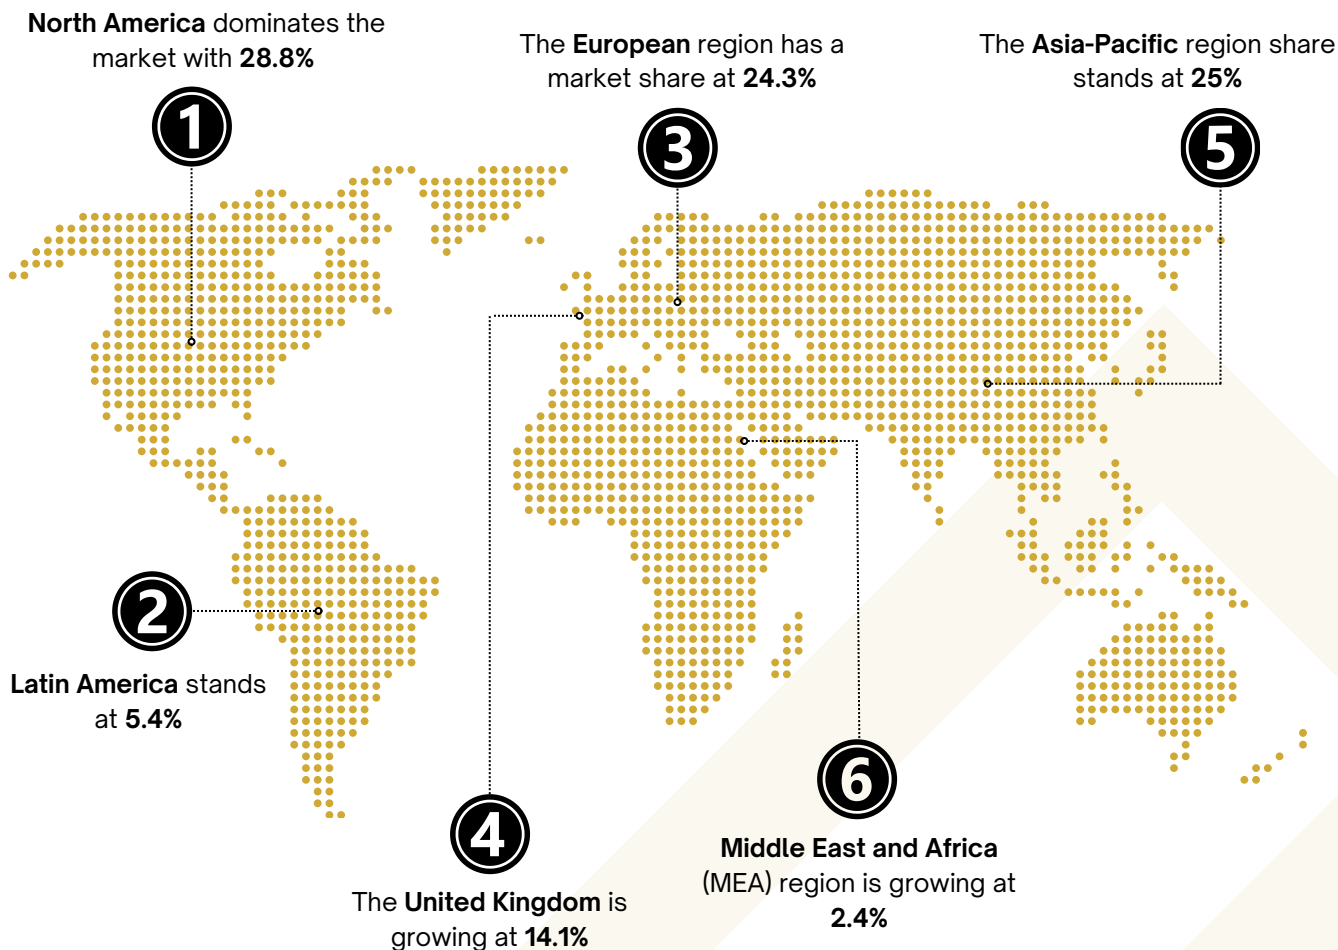 North America dominates the
market with 28.8%
1
The European region has a
market share at 24.3%
3
The Asia-Pacific region share
stands at 25%
5
2
Latin America stands
at 5.4%
4
The United Kingdom is
growing at 14.1%
6
Middle East and Africa
(MEA) region is growing at
2.4%